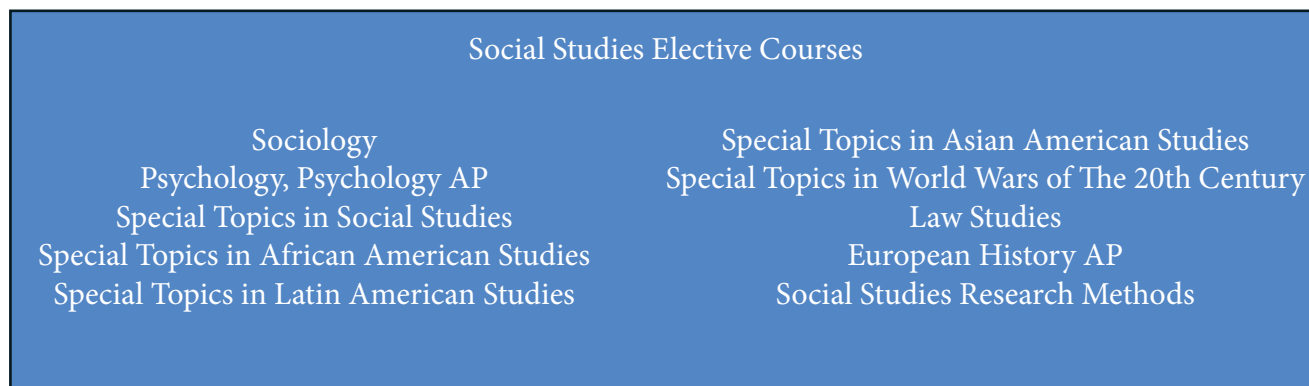 Social Studies Elective Courses
Sociology
Psychology, Psychology AP
Special Topics in Social Studies
Special Topics in African American Studies
Special Topics in Latin American Studies
Special Topics in Asian American Studies
Special Topics in World Wars of The 20th Century
Law Studies
European History AP
Social Studies Research Methods